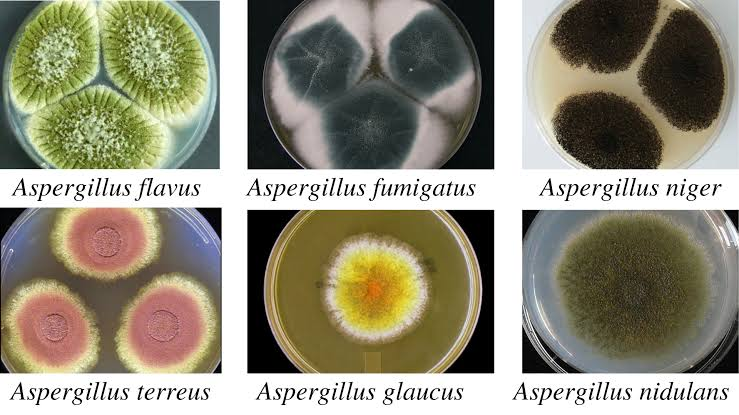 Aspergillus flavus
Aspergillus fumigatus
Aspergillus niger
Aspergillus terreus
Aspergillus glaucus
Aspergillus nidulans